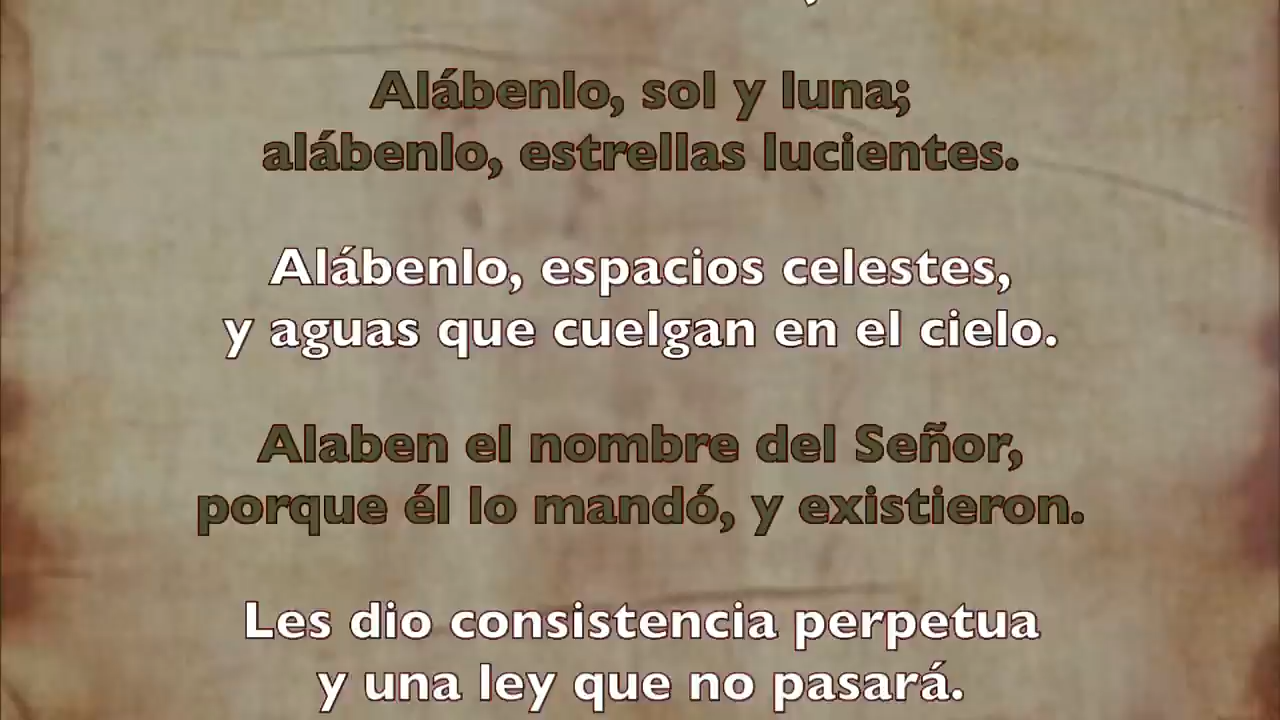 Alábenlo, sol y luna;
alábenlo, estrellas lucientes.
Alábenlo, espacios celestes,
y aguas que cuelgan en el cielo.
Alaben el nombre del Señor,
porque él lo mandó, y existieron.
Les dio consistencia perpetua
y una ley que no pasará.